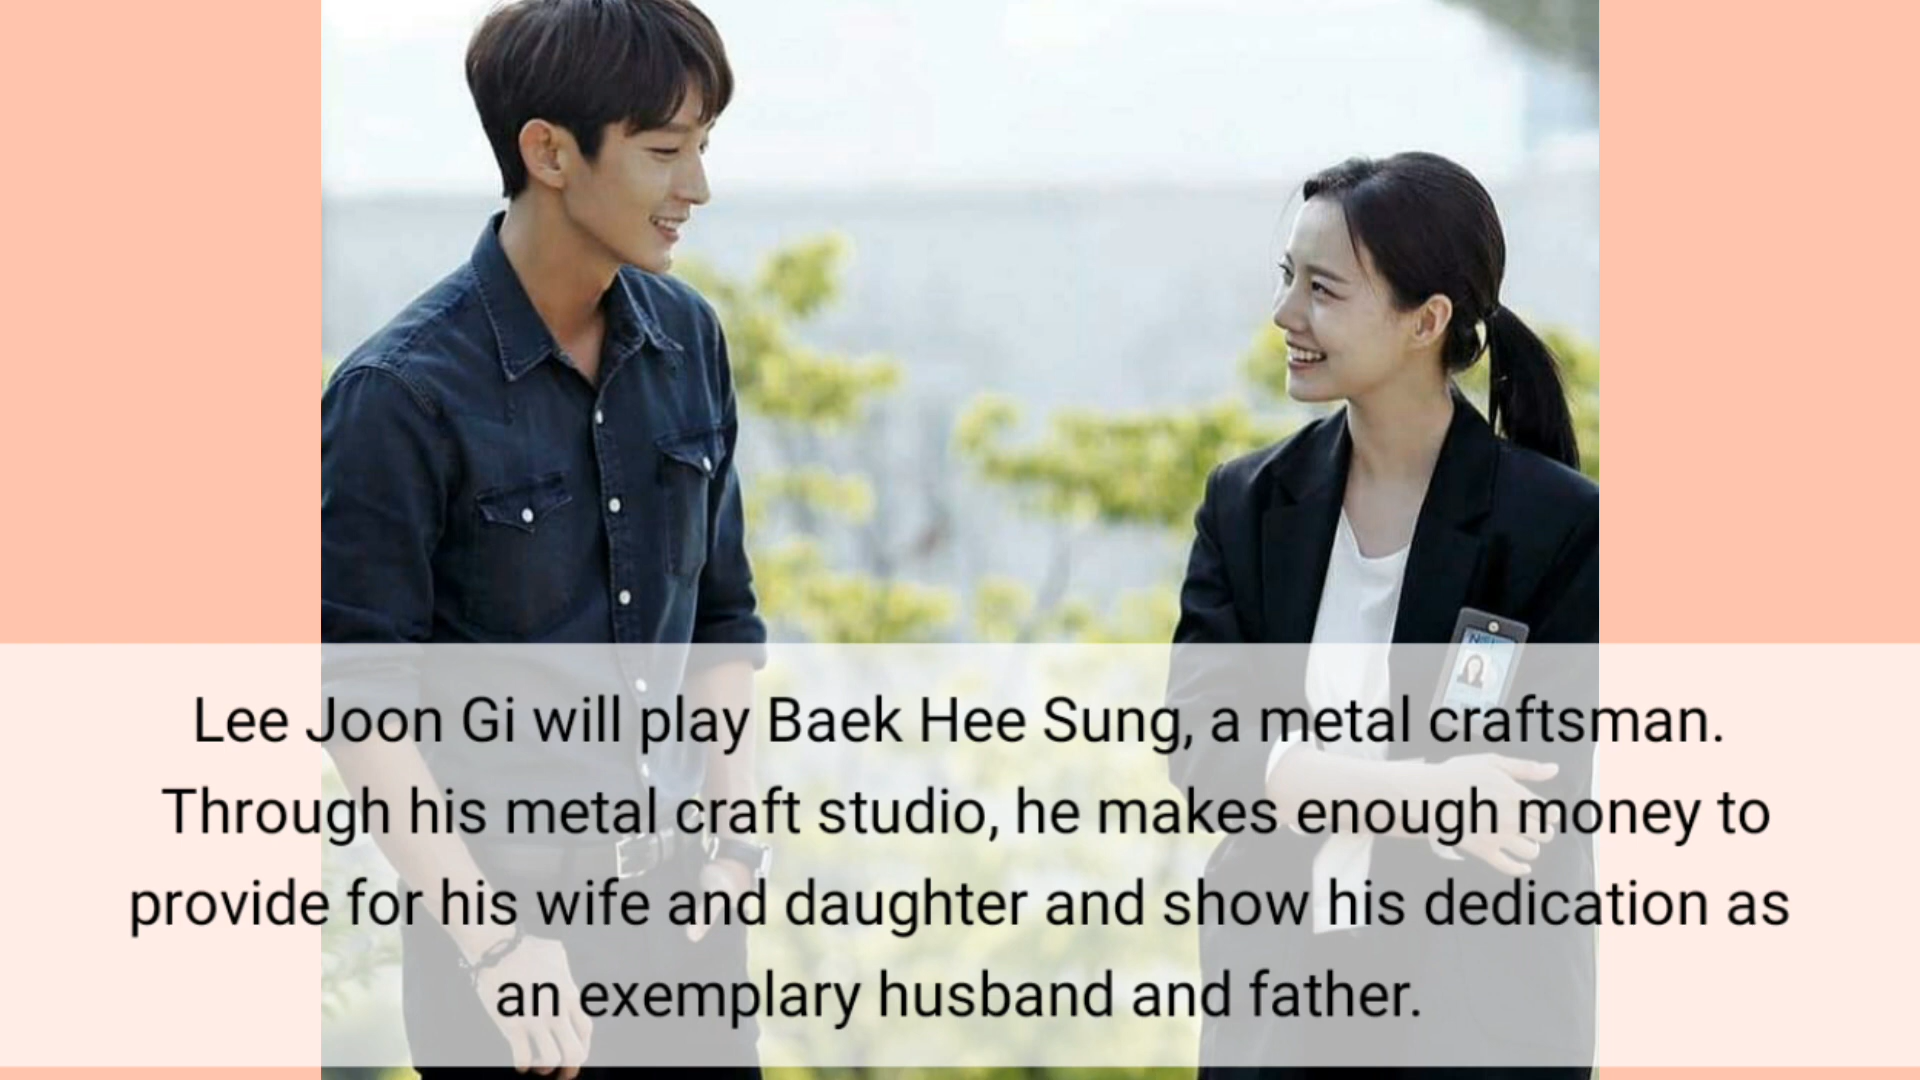 Lee Joon Gi will play Baek Hee Sung, a metal craftsman.
Through his metal craft studio, he makes enough money to
provide for his wife and daughter and show his dedication as
an exemplary husband and father.